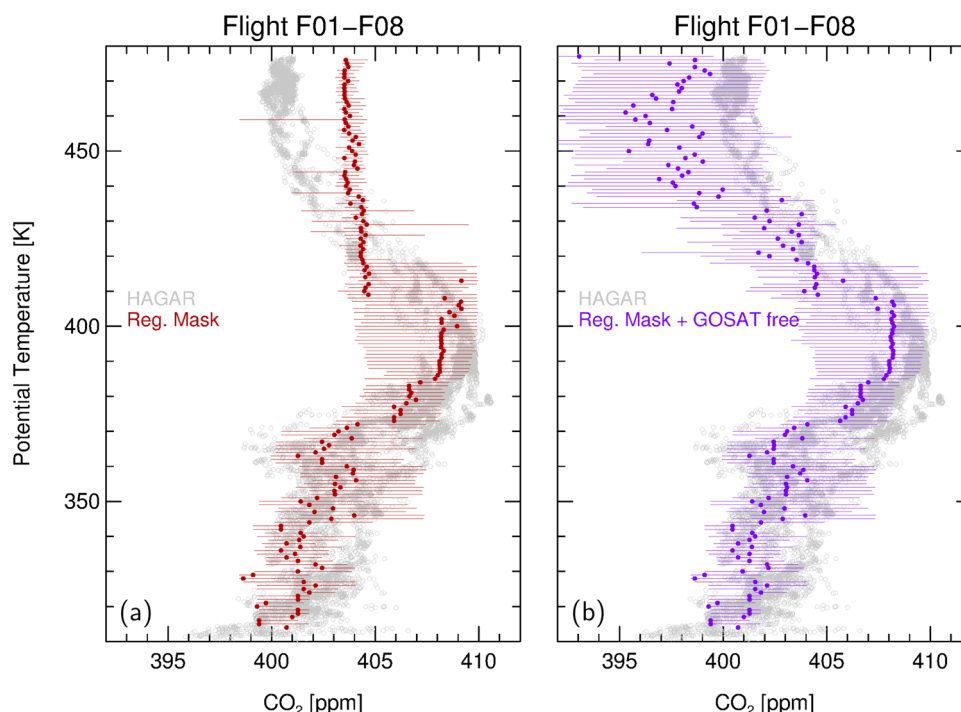 Flight F01–F08
Flight F01–F08
Potential Temperature [K]
450
400
350
HAGAR
Reg. Mask
HAGAR
Reg. Mask + GOSAT free
(a)
(b)
395
400
405
410
395
400
405
410
CO₂ [ppm]
CO₂ [ppm]